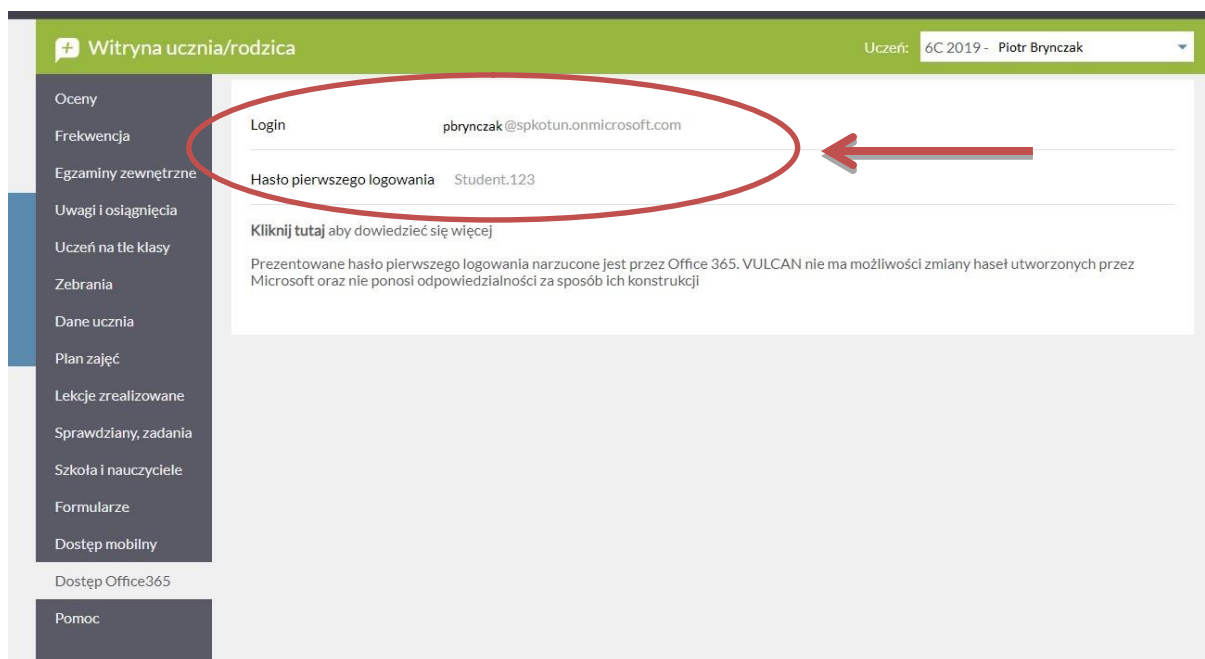 Witryna ucznia/rodzica
Uczeń: 6C 2019 - Piotr Brynczak
Oceny
Frekwencja
Egzaminy zewnętrzne
Uwagi i osiągnięcia
Uczeń na tle klasy
Zebrania
Dane ucznia
Plan zajęć
Lekcje zrealizowane
Sprawdziany, zadania
Szkoła i nauczyciele
Formularze
Dostęp mobilny
Dostęp Office365
Pomoc
Login pbrynczak@spkotun.onmicrosoft.com
Hasło pierwszego logowania Student.123
Kliknij tutaj aby dowiedzieć się więcej
Prezentowane hasło pierwszego logowania narzucone jest przez Office 365. VULCAN nie ma możliwości zmiany haseł utworzonych przez
Microsoft oraz nie ponosi odpowiedzialności za sposób ich konstrukcji